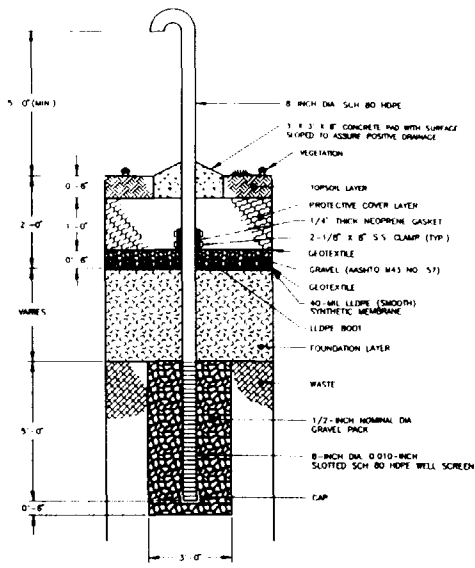 5'-0" (MIN.)
8-INCH DIA. SCH 80 HDPE
3' X 3' X 8" CONCRETE PAD WITH SURFACE
SLOPED TO ASSURE POSITIVE DRAINAGE
VEGETATION
0'-6"
TOPSOIL LAYER
PROTECTIVE COVER LAYER
2'-0"
1'-0"
1/4" THICK NEOPRENE GASKET
2-1/8" X 8" S.S. CLAMP (TYP.)
GEOTEXTILE
0'-6"
GRAVEL (AASHTO M43 NO. 57)
GEOTEXTILE
40-MIL LLDPE (SMOOTH)
SYNTHETIC MEMBRANE
LLDPE BOOT
VARIES
FOUNDATION LAYER
WASTE
5'-0"
1/2-INCH NOMINAL DIA
GRAVEL PACK
8-INCH DIA. 0.010-INCH
SLOTTED SCH 80 HDPE WELL SCREEN
CAP
0'-6"
3'-0"